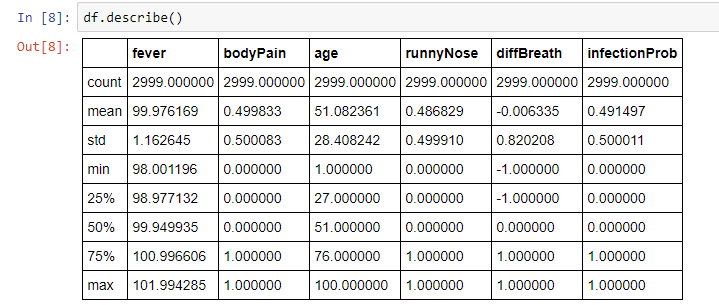 In [8]: df.describe()
Out[8]:
fever bodyPain age runnyNose diffBreath infectionProb
count 2999.000000 2999.000000 2999.000000 2999.000000 2999.000000 2999.000000
mean 99.976169 0.499833 51.082361 0.486829 -0.006335 0.491497
std 1.162645 0.500083 28.408242 0.499910 0.820208 0.500011
min 98.001196 0.000000 1.000000 0.000000 -1.000000 0.000000
25% 98.977132 0.000000 27.000000 0.000000 -1.000000 0.000000
50% 99.949935 0.000000 51.000000 0.000000 0.000000 0.000000
75% 100.996606 1.000000 76.000000 1.000000 1.000000 1.000000
max 101.994285 1.000000 100.000000 1.000000 1.000000 1.000000